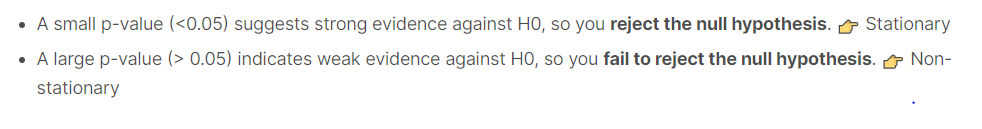 • A small p-value (<0.05) suggests strong evidence against H0, so you reject the null hypothesis. 👉 Stationary
• A large p-value (> 0.05) indicates weak evidence against H0, so you fail to reject the null hypothesis. 👉 Non-
stationary